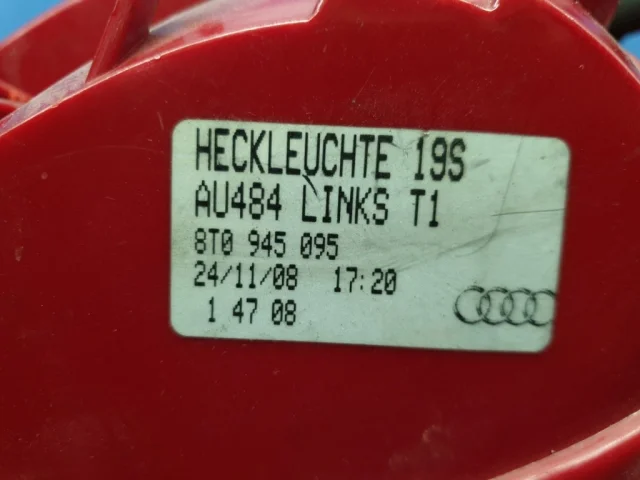 HECKLEUCHTE 19S
AU484 LINKS T1
8T0 945 095
24/11/08 17:20
1 47 08